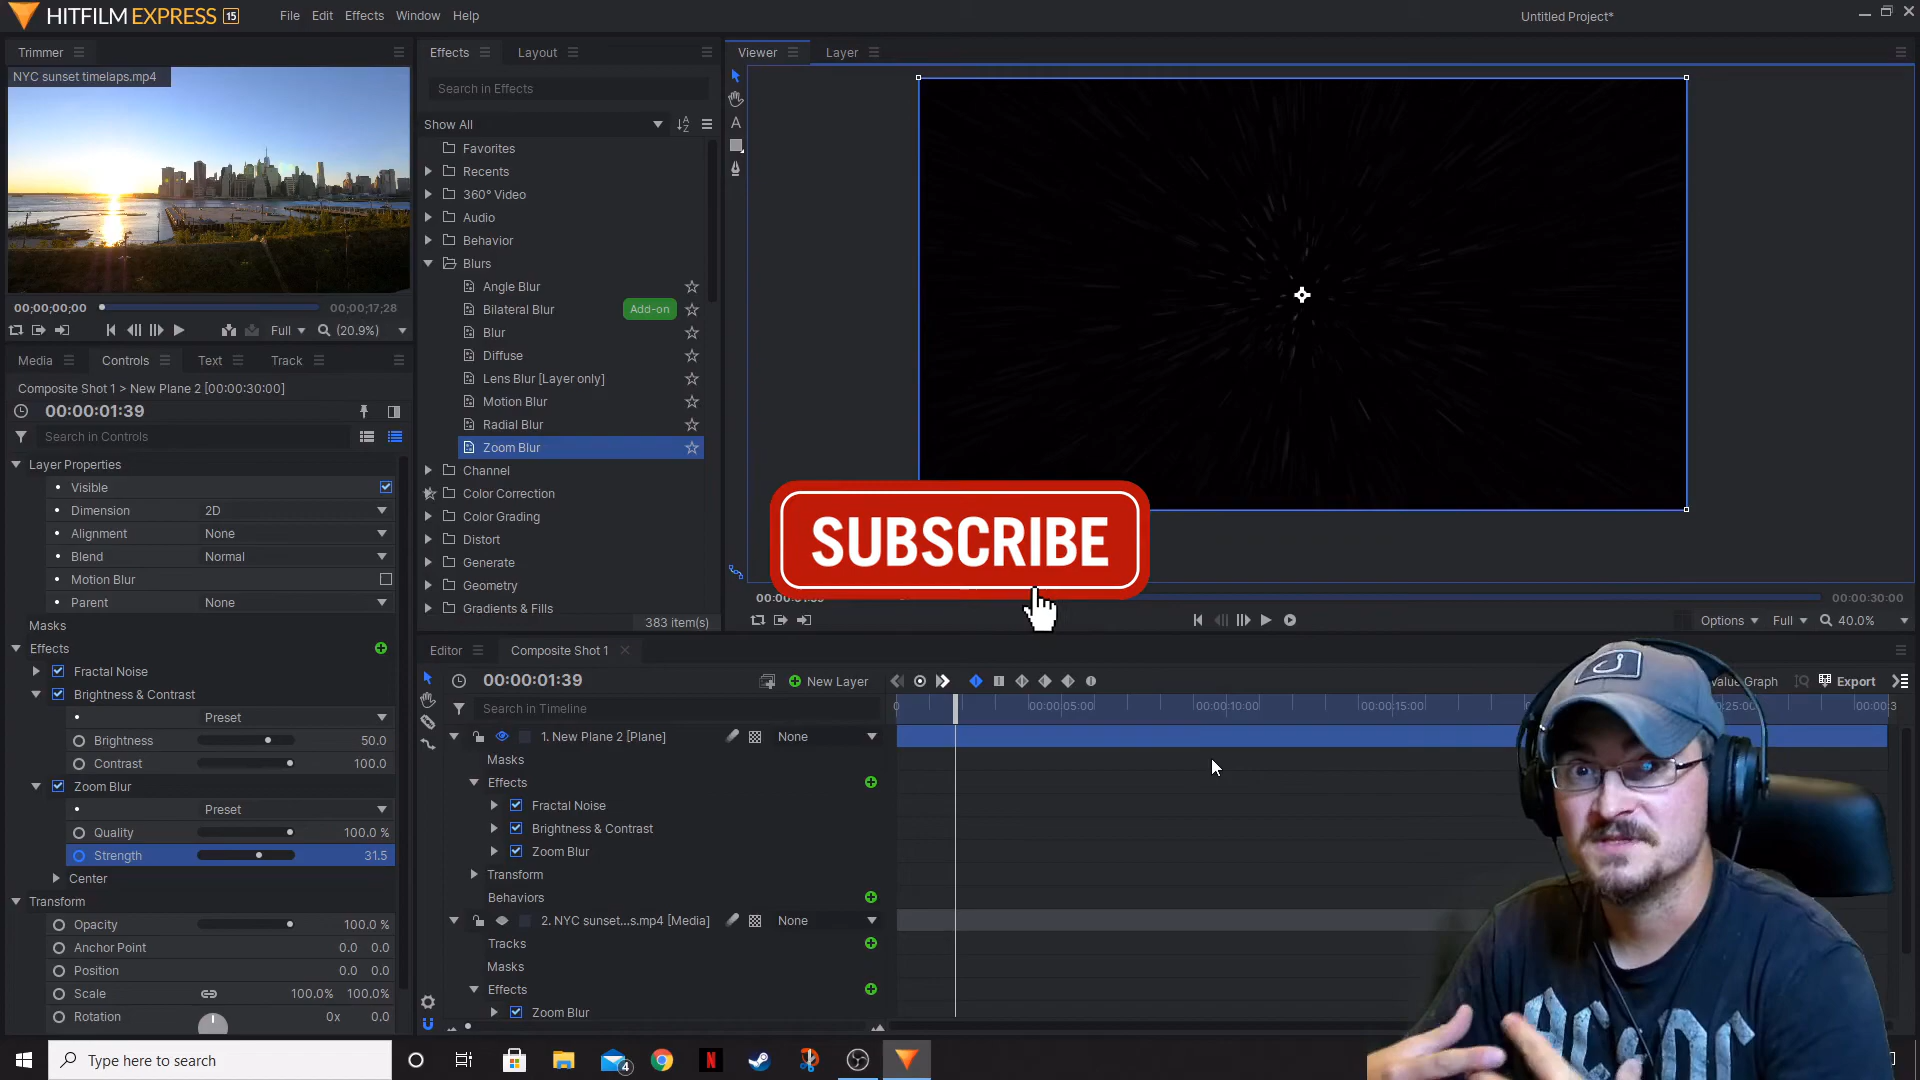 HITFILM EXPRESS 15
File Edit Effects Window Help
Untitled Project*
Trimmer
NYC sunset timelaps.mp4
00;00;00;00
00;00;17;28
Full
(20.9%)
Media Controls Text Track
Composite Shot 1 > New Plane 2 [00:00:30:00]
00:00:01:39
Search in Controls
Layer Properties
Visible
Dimension 2D
Alignment None
Blend Normal
Motion Blur
Parent None
Masks
Effects
Fractal Noise
Brightness & Contrast
Preset
Brightness 50.0
Contrast 100.0
Zoom Blur
Preset
Quality 100.0 %
Strength 31.5
Center
Transform
Opacity 100.0 %
Anchor Point 0.0 0.0
Position 0.0 0.0
Scale 100.0% 100.0%
Rotation 0x 0.0
Effects Layout
Search in Effects
Show All
Favorites
Recents
360° Video
Audio
Behavior
Blurs
Angle Blur
Bilateral Blur Add-on
Blur
Diffuse
Lens Blur [Layer only]
Motion Blur
Radial Blur
Zoom Blur
Channel
Color Correction
Color Grading
Distort
Generate
Geometry
Gradients & Fills
383 item(s)
Viewer Layer
SUBSCRIBE
00:00:30:00
Options Full 40.0%
Editor Composite Shot 1
00:00:01:39
New Layer
Export
Search in Timeline
0 00:00:05:00 00:00:10:00 00:00:15:00
1. New Plane 2 [Plane] None
Masks
Effects
Fractal Noise
Brightness & Contrast
Zoom Blur
Transform
Behaviors
2. NYC sunset...s.mp4 [Media] None
Tracks
Masks
Effects
Zoom Blur
Type here to search
4